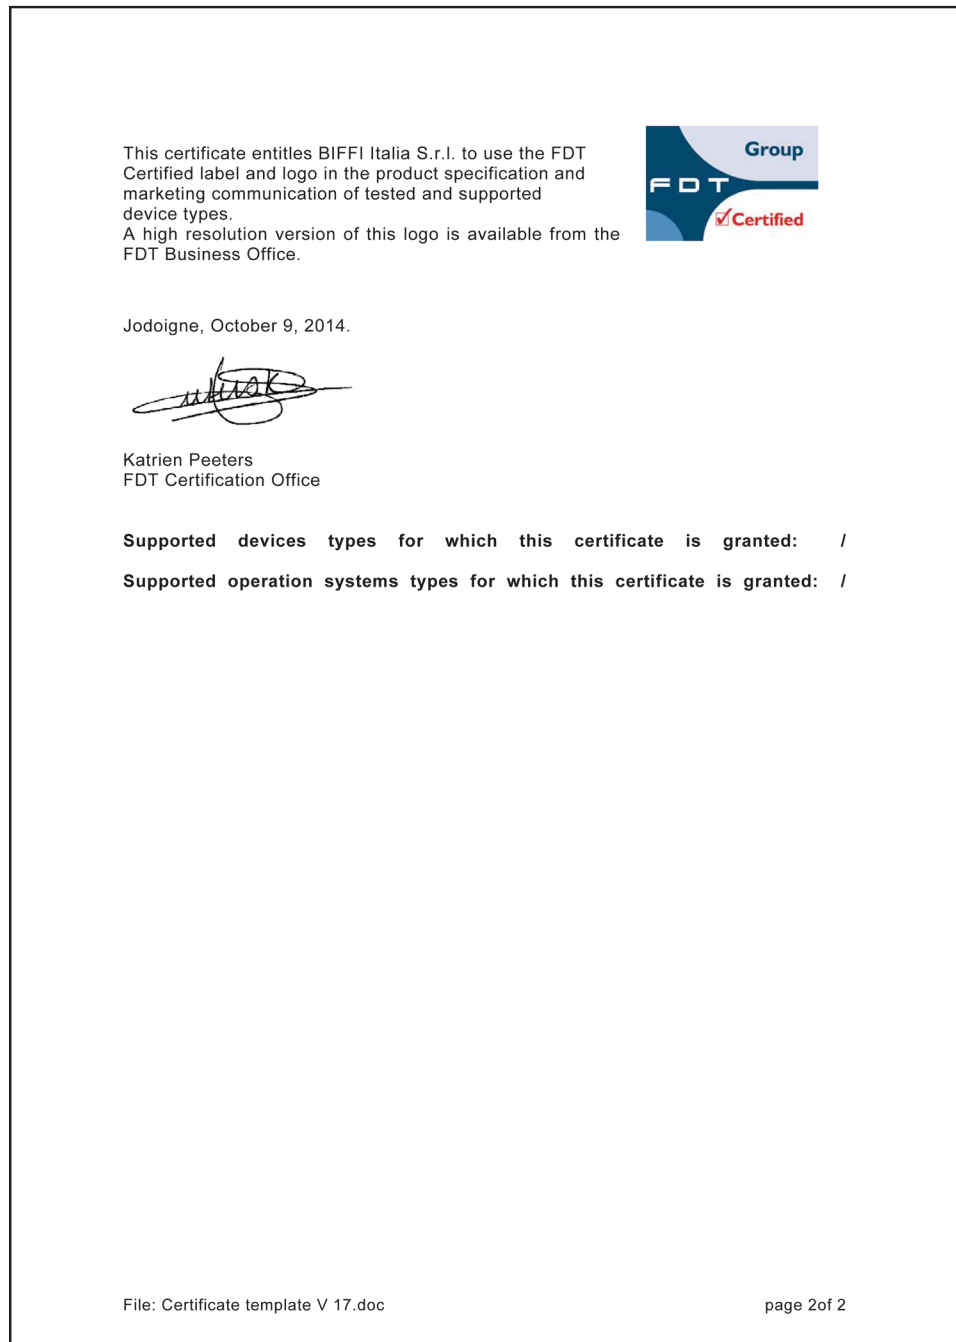 This certificate entitles BIFFI Italia S.r.l. to use the FDT
Certified label and logo in the product specification and
marketing communication of tested and supported
device types.
A high resolution version of this logo is available from the
FDT Business Office.
Group
FDT
Certified
Jodoigne, October 9, 2014.
Katrien Peeters
FDT Certification Office
Supported devices types for which this certificate is granted: /
Supported operation systems types for which this certificate is granted: /
File: Certificate template V 17.doc
page 2of 2